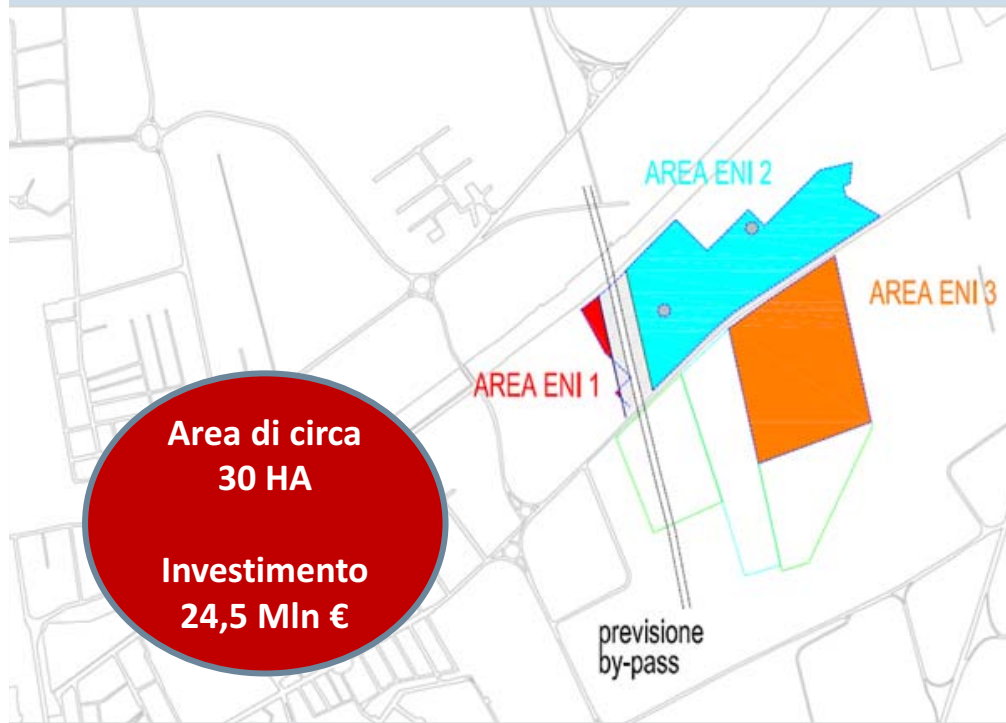 AREA ENI 2
AREA ENI 3
AREA ENI 1
Area di circa
30 HA
Investimento
24,5 Mln €
previsione
by-pass